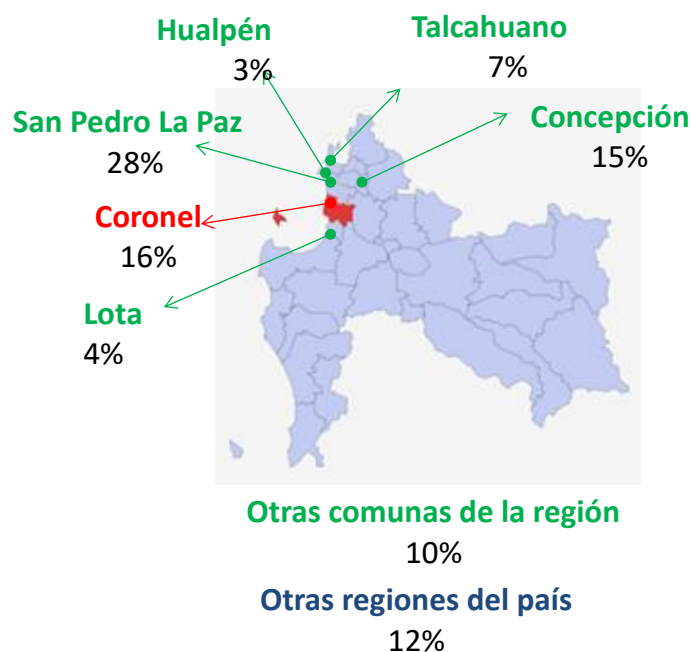 Hualpén
3%
Talcahuano
7%
San Pedro La Paz
28%
Concepción
15%
Coronel
16%
Lota
4%
Otras comunas de la región
10%
Otras regiones del país
12%